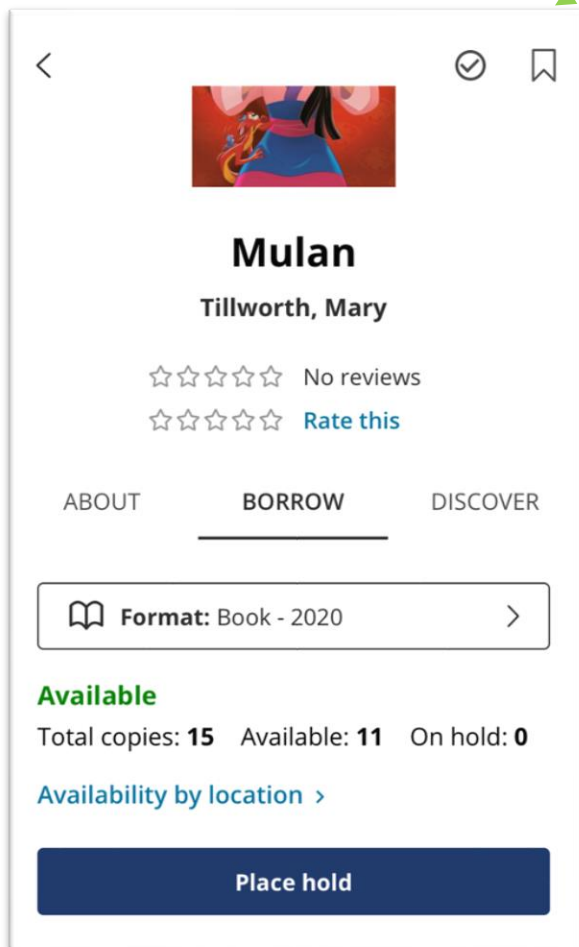 Mulan
Tillworth, Mary
No reviews
Rate this
ABOUT BORROW DISCOVER
Format: Book - 2020
Available
Total copies: 15 Available: 11 On hold: 0
Availability by location
Place hold